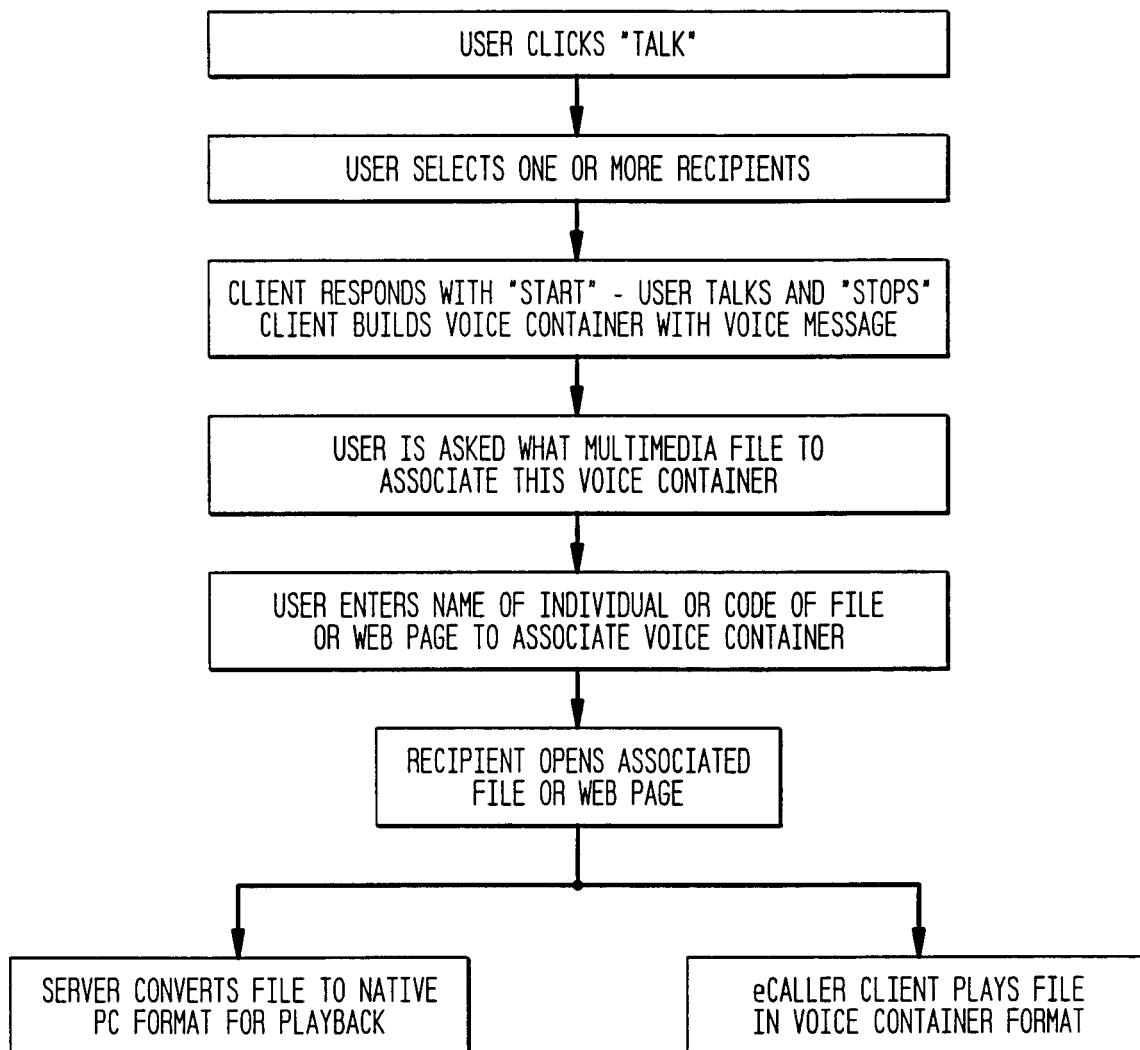 USER CLICKS "TALK"
USER SELECTS ONE OR MORE RECIPIENTS
CLIENT RESPONDS WITH "START" - USER TALKS AND "STOPS"
CLIENT BUILDS VOICE CONTAINER WITH VOICE MESSAGE
USER IS ASKED WHAT MULTIMEDIA FILE TO
ASSOCIATE THIS VOICE CONTAINER
USER ENTERS NAME OF INDIVIDUAL OR CODE OF FILE
OR WEB PAGE TO ASSOCIATE VOICE CONTAINER
RECIPIENT OPENS ASSOCIATED
FILE OR WEB PAGE
SERVER CONVERTS FILE TO NATIVE
PC FORMAT FOR PLAYBACK
eCALLER CLIENT PLAYS FILE
IN VOICE CONTAINER FORMAT